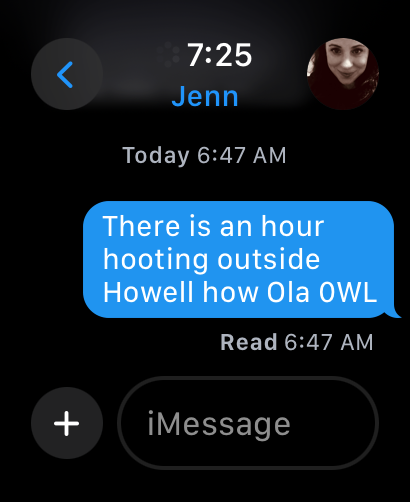 7:25
Jenn
Today 6:47 AM
There is an hour
hooting outside
Howell how Ola 0WL
Read 6:47 AM
iMessage